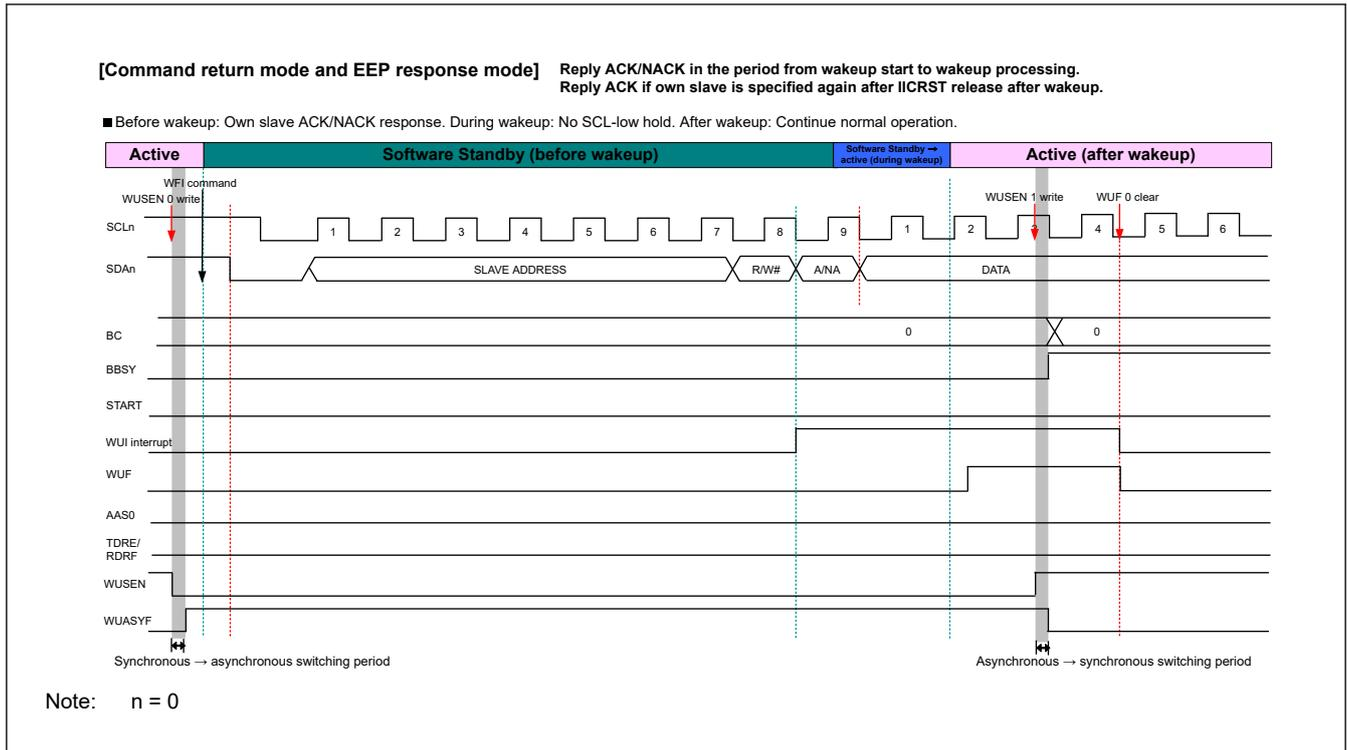 [Command return mode and EEP response mode] Reply ACK/NACK in the period from wakeup start to wakeup processing.
Reply ACK if own slave is specified again after IICRST release after wakeup.
■ Before wakeup: Own slave ACK/NACK response. During wakeup: No SCL-low hold. After wakeup: Continue normal operation.
Active
Software Standby (before wakeup)
Software Standby →
active (during wakeup)
Active (after wakeup)
WFI command
WUSEN 0 write
WUSEN 1 write
WUF 0 clear
SCLn 1 2 3 4 5 6 7 8 9 1 2 3 4 5 6
SDAn SLAVE ADDRESS R/W# A/NA DATA
BC 0 0
BBSY
START
WUI interrupt
WUF
AAS0
TDRE/
RDRF
WUSEN
WUASYF
Synchronous → asynchronous switching period
Asynchronous → synchronous switching period
Note: n = 0